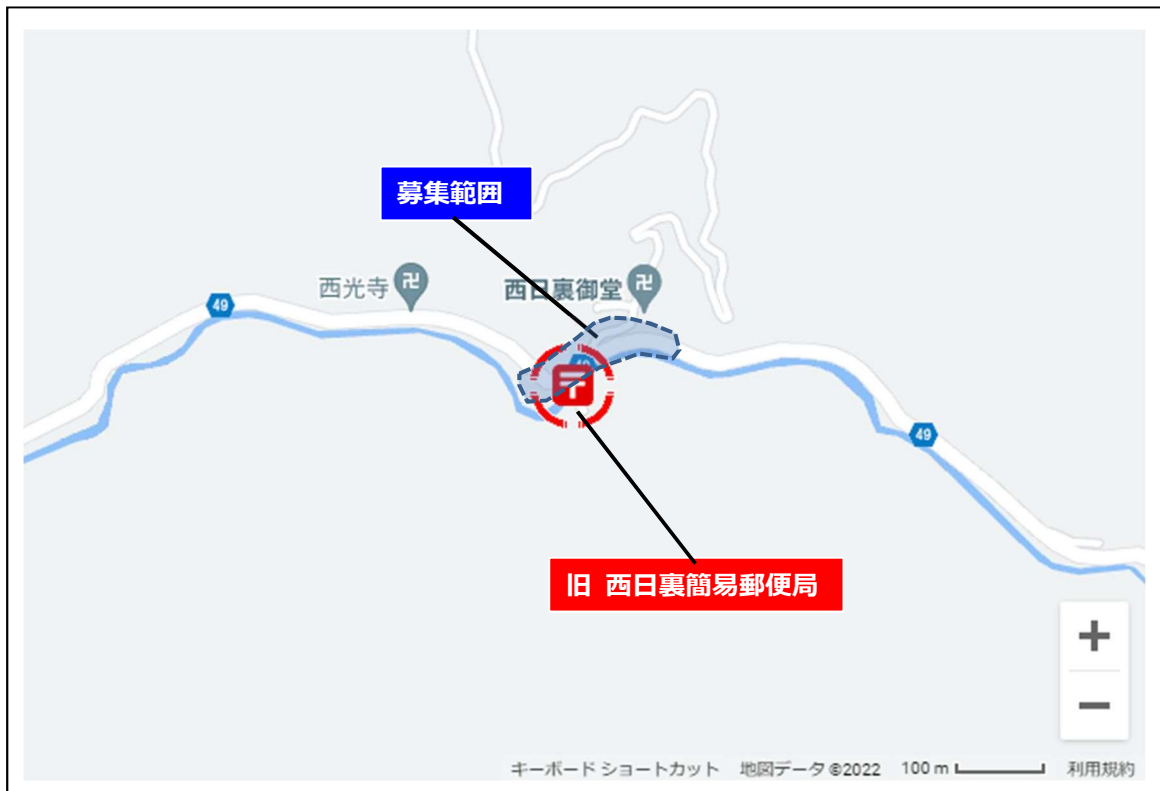 募集範囲
西光寺
卍
西日裏御堂
卍
49
49
49
〒
旧 西日裏簡易郵便局
+
−
キーボード ショートカット 地図データ ©2022 100 m 利用規約